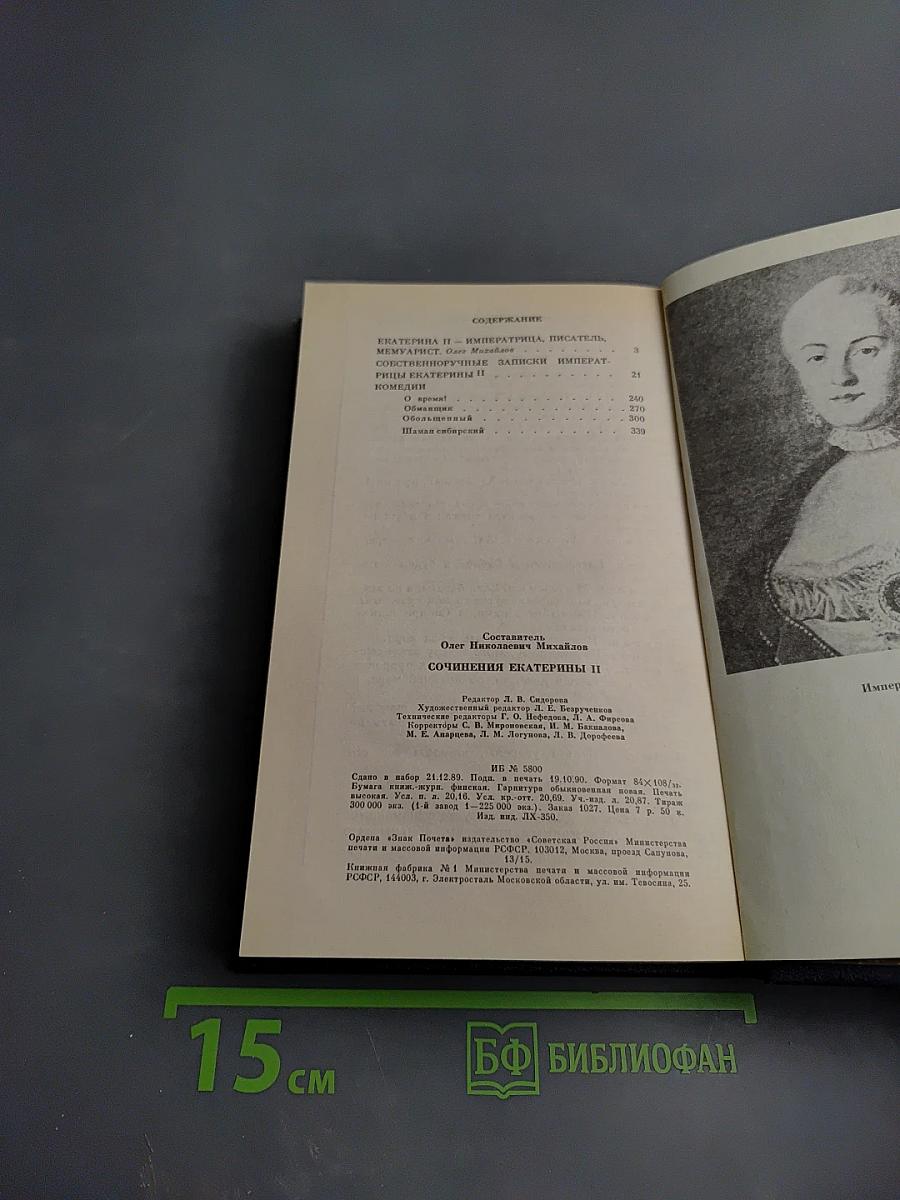 СОДЕРЖАНИЕ
ЕКАТЕРИНА II — ИМПЕРАТРИЦА, ПИСАТЕЛЬ,
МЕМУАРИСТ. Олег Михайлов . . . . . . . . 3
СОБСТВЕННОРУЧНЫЕ ЗАПИСКИ ИМПЕРАТ-
РИЦЫ ЕКАТЕРИНЫ II . . . . . . . . . . 21
КОМЕДИИ
О время! . . . . . . . . . . . . . 240
Обманщик . . . . . . . . . . . . . 270
Обольщенный . . . . . . . . . . . 300
Шаман сибирский . . . . . . . . . . 339
Составитель
Олег Николаевич Михайлов
СОЧИНЕНИЯ ЕКАТЕРИНЫ II
Редактор Л. В. Сидорова
Художественный редактор Л. Е. Безрученков
Технические редакторы Г. О. Нефедова, Л. А. Фирсова
Корректоры С. В. Мироновская, И. М. Бакналова,
М. Е. Анарцева, Л. М. Логунова, Л. В. Дорофеева
ИБ № 5800
Сдано в набор 21.12.89. Подп. в печать 19.10.90. Формат 84×108/32.
Бумага книж.-журн. финская. Гарнитура обыкновенная новая. Печать
высокая. Усл. п. л. 20,16. Усл. кр.-отт. 20,69. Уч.-изд. л. 20,87. Тираж
300 000 экз. (1-й завод 1—225 000 экз.). Заказ 1027. Цена 7 р. 50 к.
Изд. инд. ЛХ-350.
Ордена «Знак Почета» издательство «Советская Россия» Министерства
печати и массовой информации РСФСР. 103012, Москва, проезд Сапунова,
13/15.
Книжная фабрика №1 Министерства печати и массовой информации
РСФСР, 144003, г. Электросталь Московской области, ул. им. Тевосяна, 25.
Импер
15 см
БФ БИБЛИОФАН